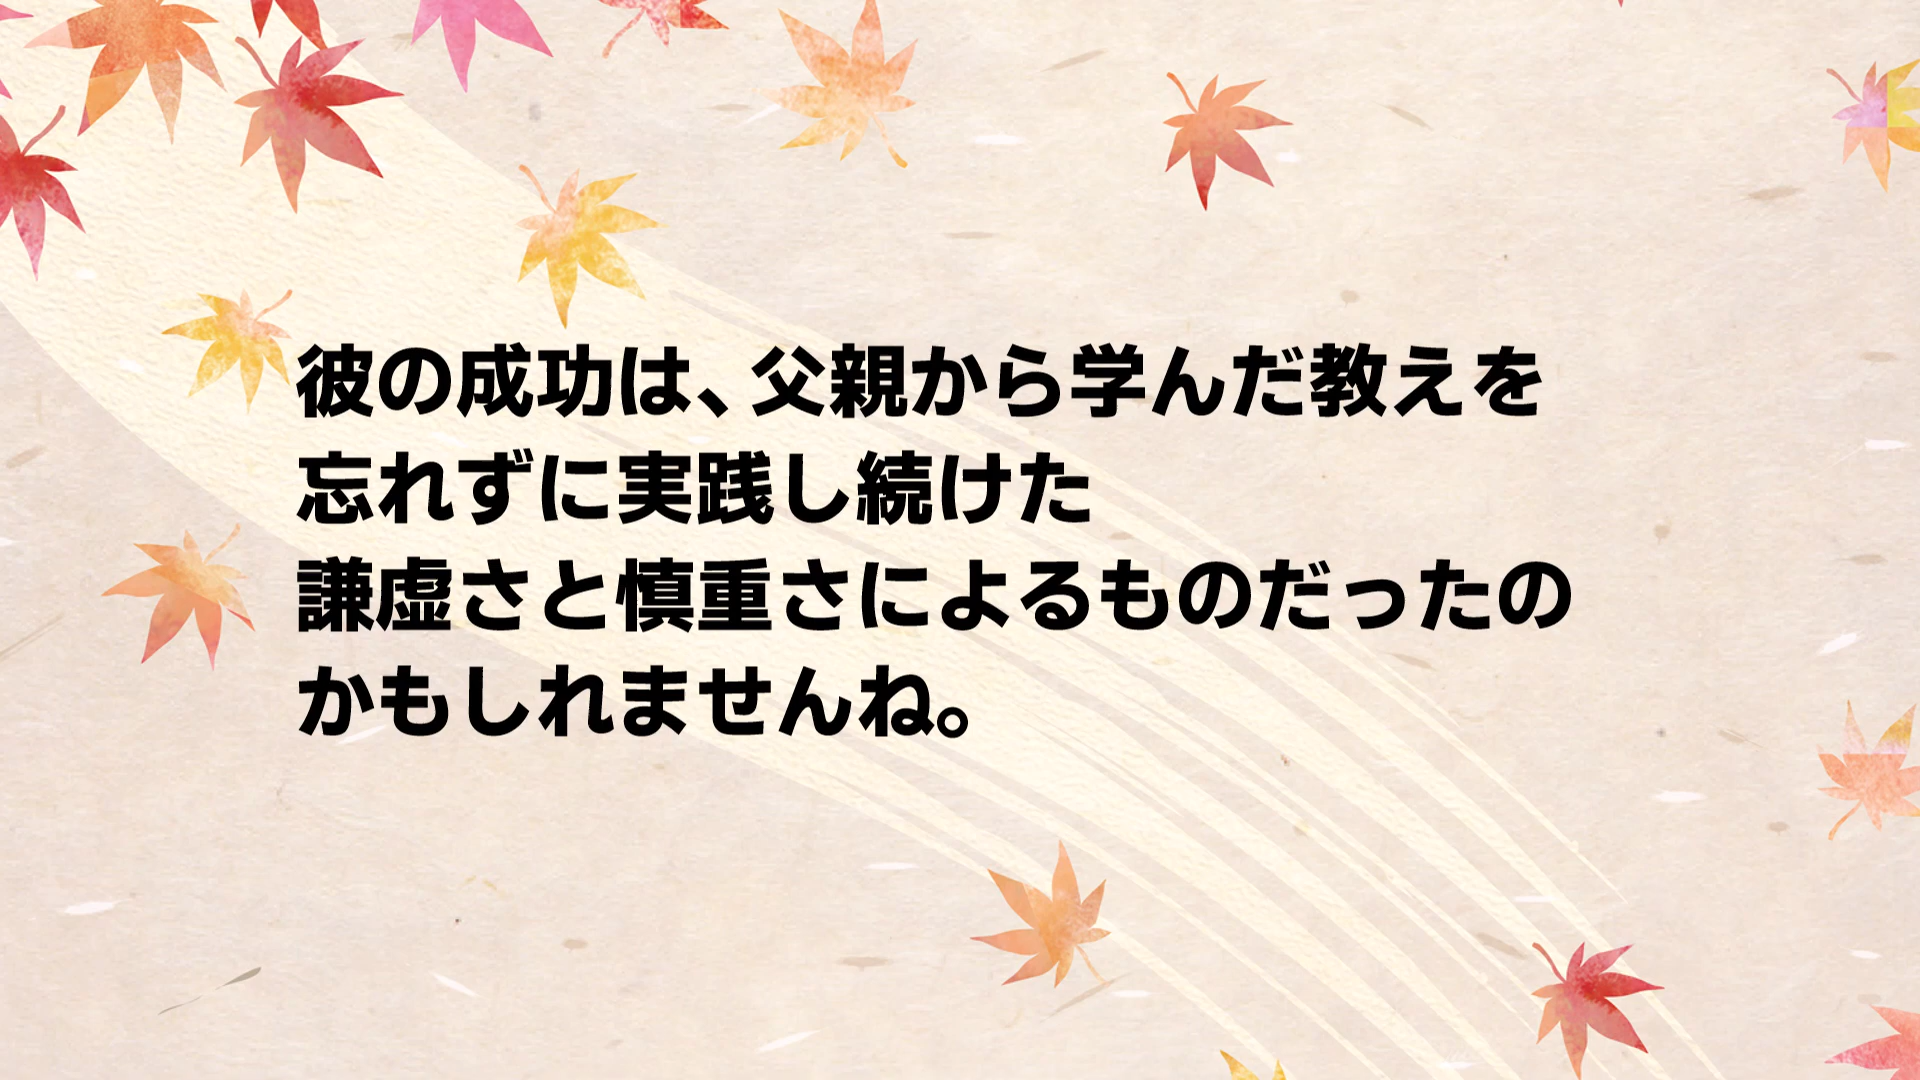 彼の成功は、父親から学んだ教えを
忘れずに実践し続けた
謙虚さと慎重さによるものだったの
かもしれませんね。